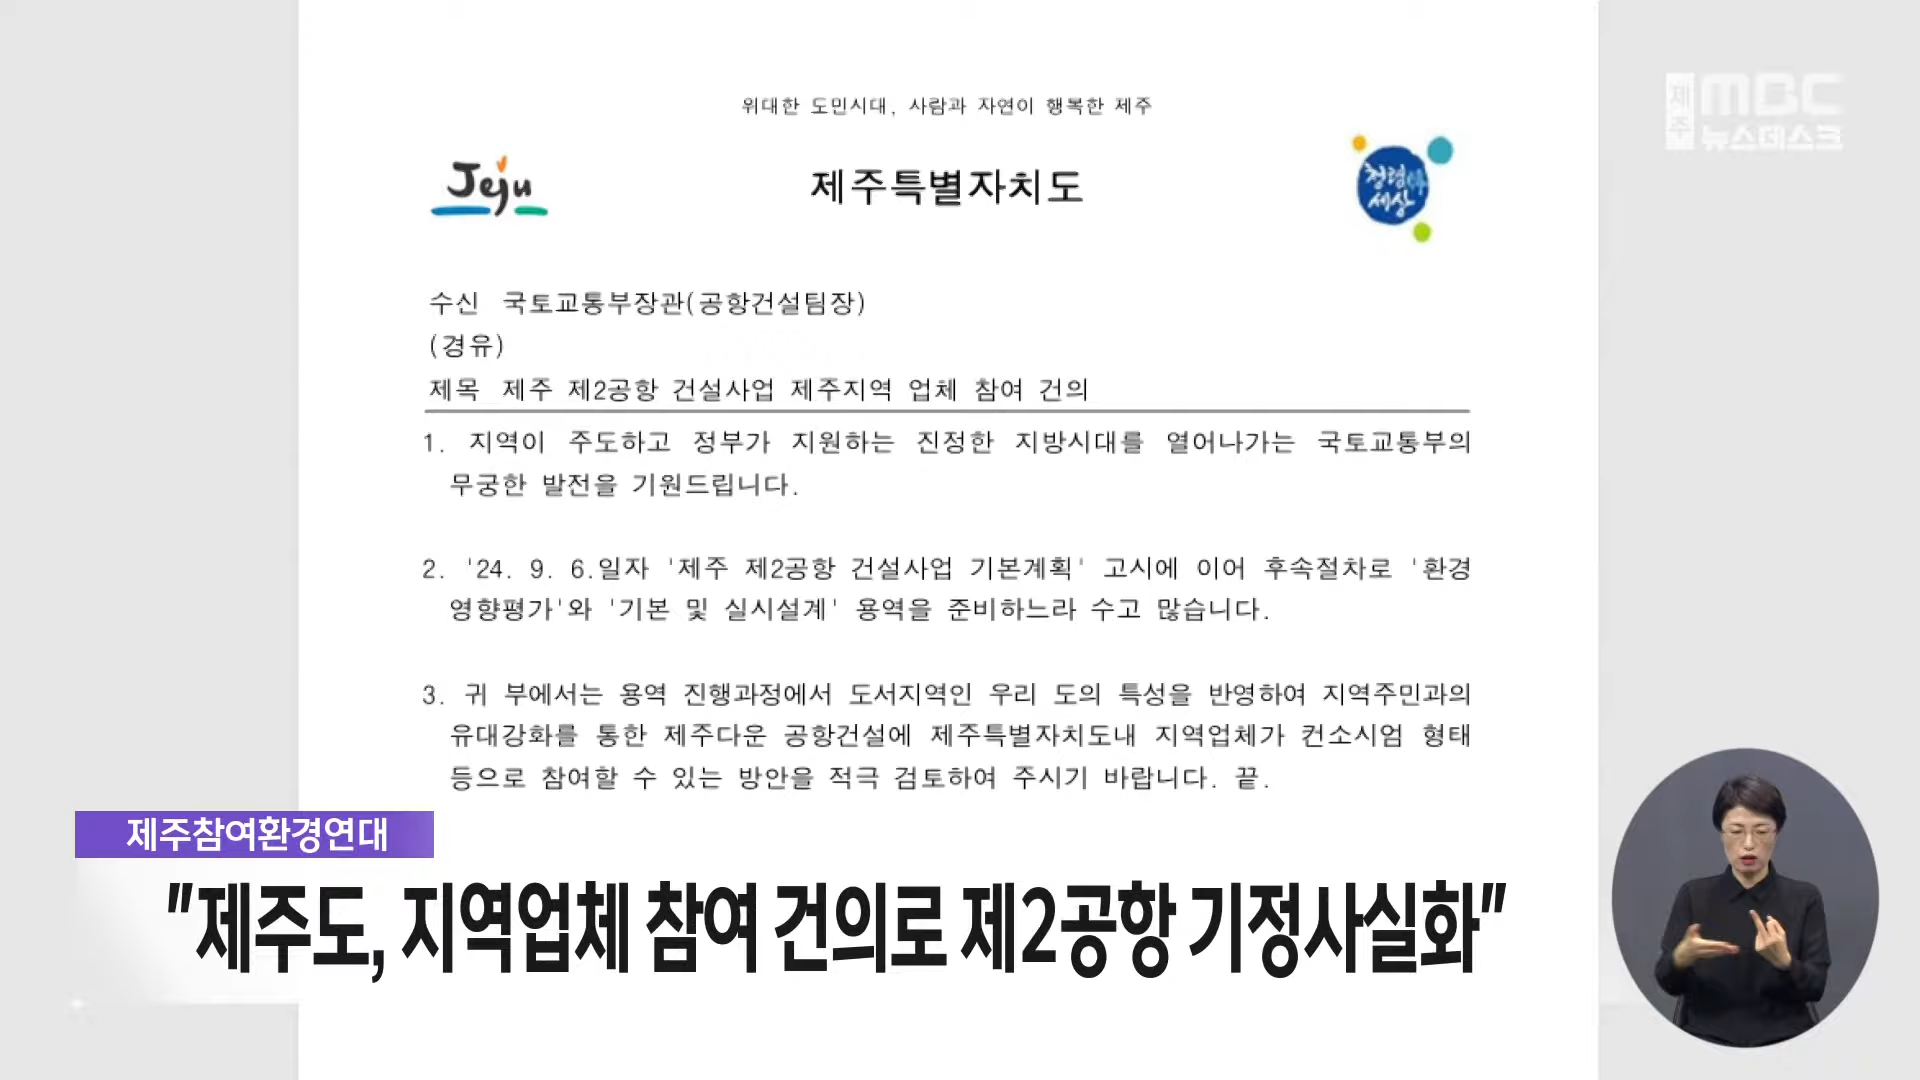 위대한 도민시대, 사람과 자연이 행복한 제주
제주 MBC
뉴스데스크
Jeju
제주특별자치도
청렴아
세상
수신 국토교통부장관(공항건설팀장)
(경유)
제목 제주 제2공항 건설사업 제주지역 업체 참여 건의
1. 지역이 주도하고 정부가 지원하는 진정한 지방시대를 열어나가는 국토교통부의
무궁한 발전을 기원드립니다.
2. '24. 9. 6.일자 '제주 제2공항 건설사업 기본계획' 고시에 이어 후속절차로 '환경
영향평가'와 '기본 및 실시설계' 용역을 준비하느라 수고 많습니다.
3. 귀 부에서는 용역 진행과정에서 도서지역인 우리 도의 특성을 반영하여 지역주민과의
유대강화를 통한 제주다운 공항건설에 제주특별자치도내 지역업체가 컨소시엄 형태
등으로 참여할 수 있는 방안을 적극 검토하여 주시기 바랍니다. 끝.
제주참여환경연대
"제주도, 지역업체 참여 건의로 제2공항 기정사실화"